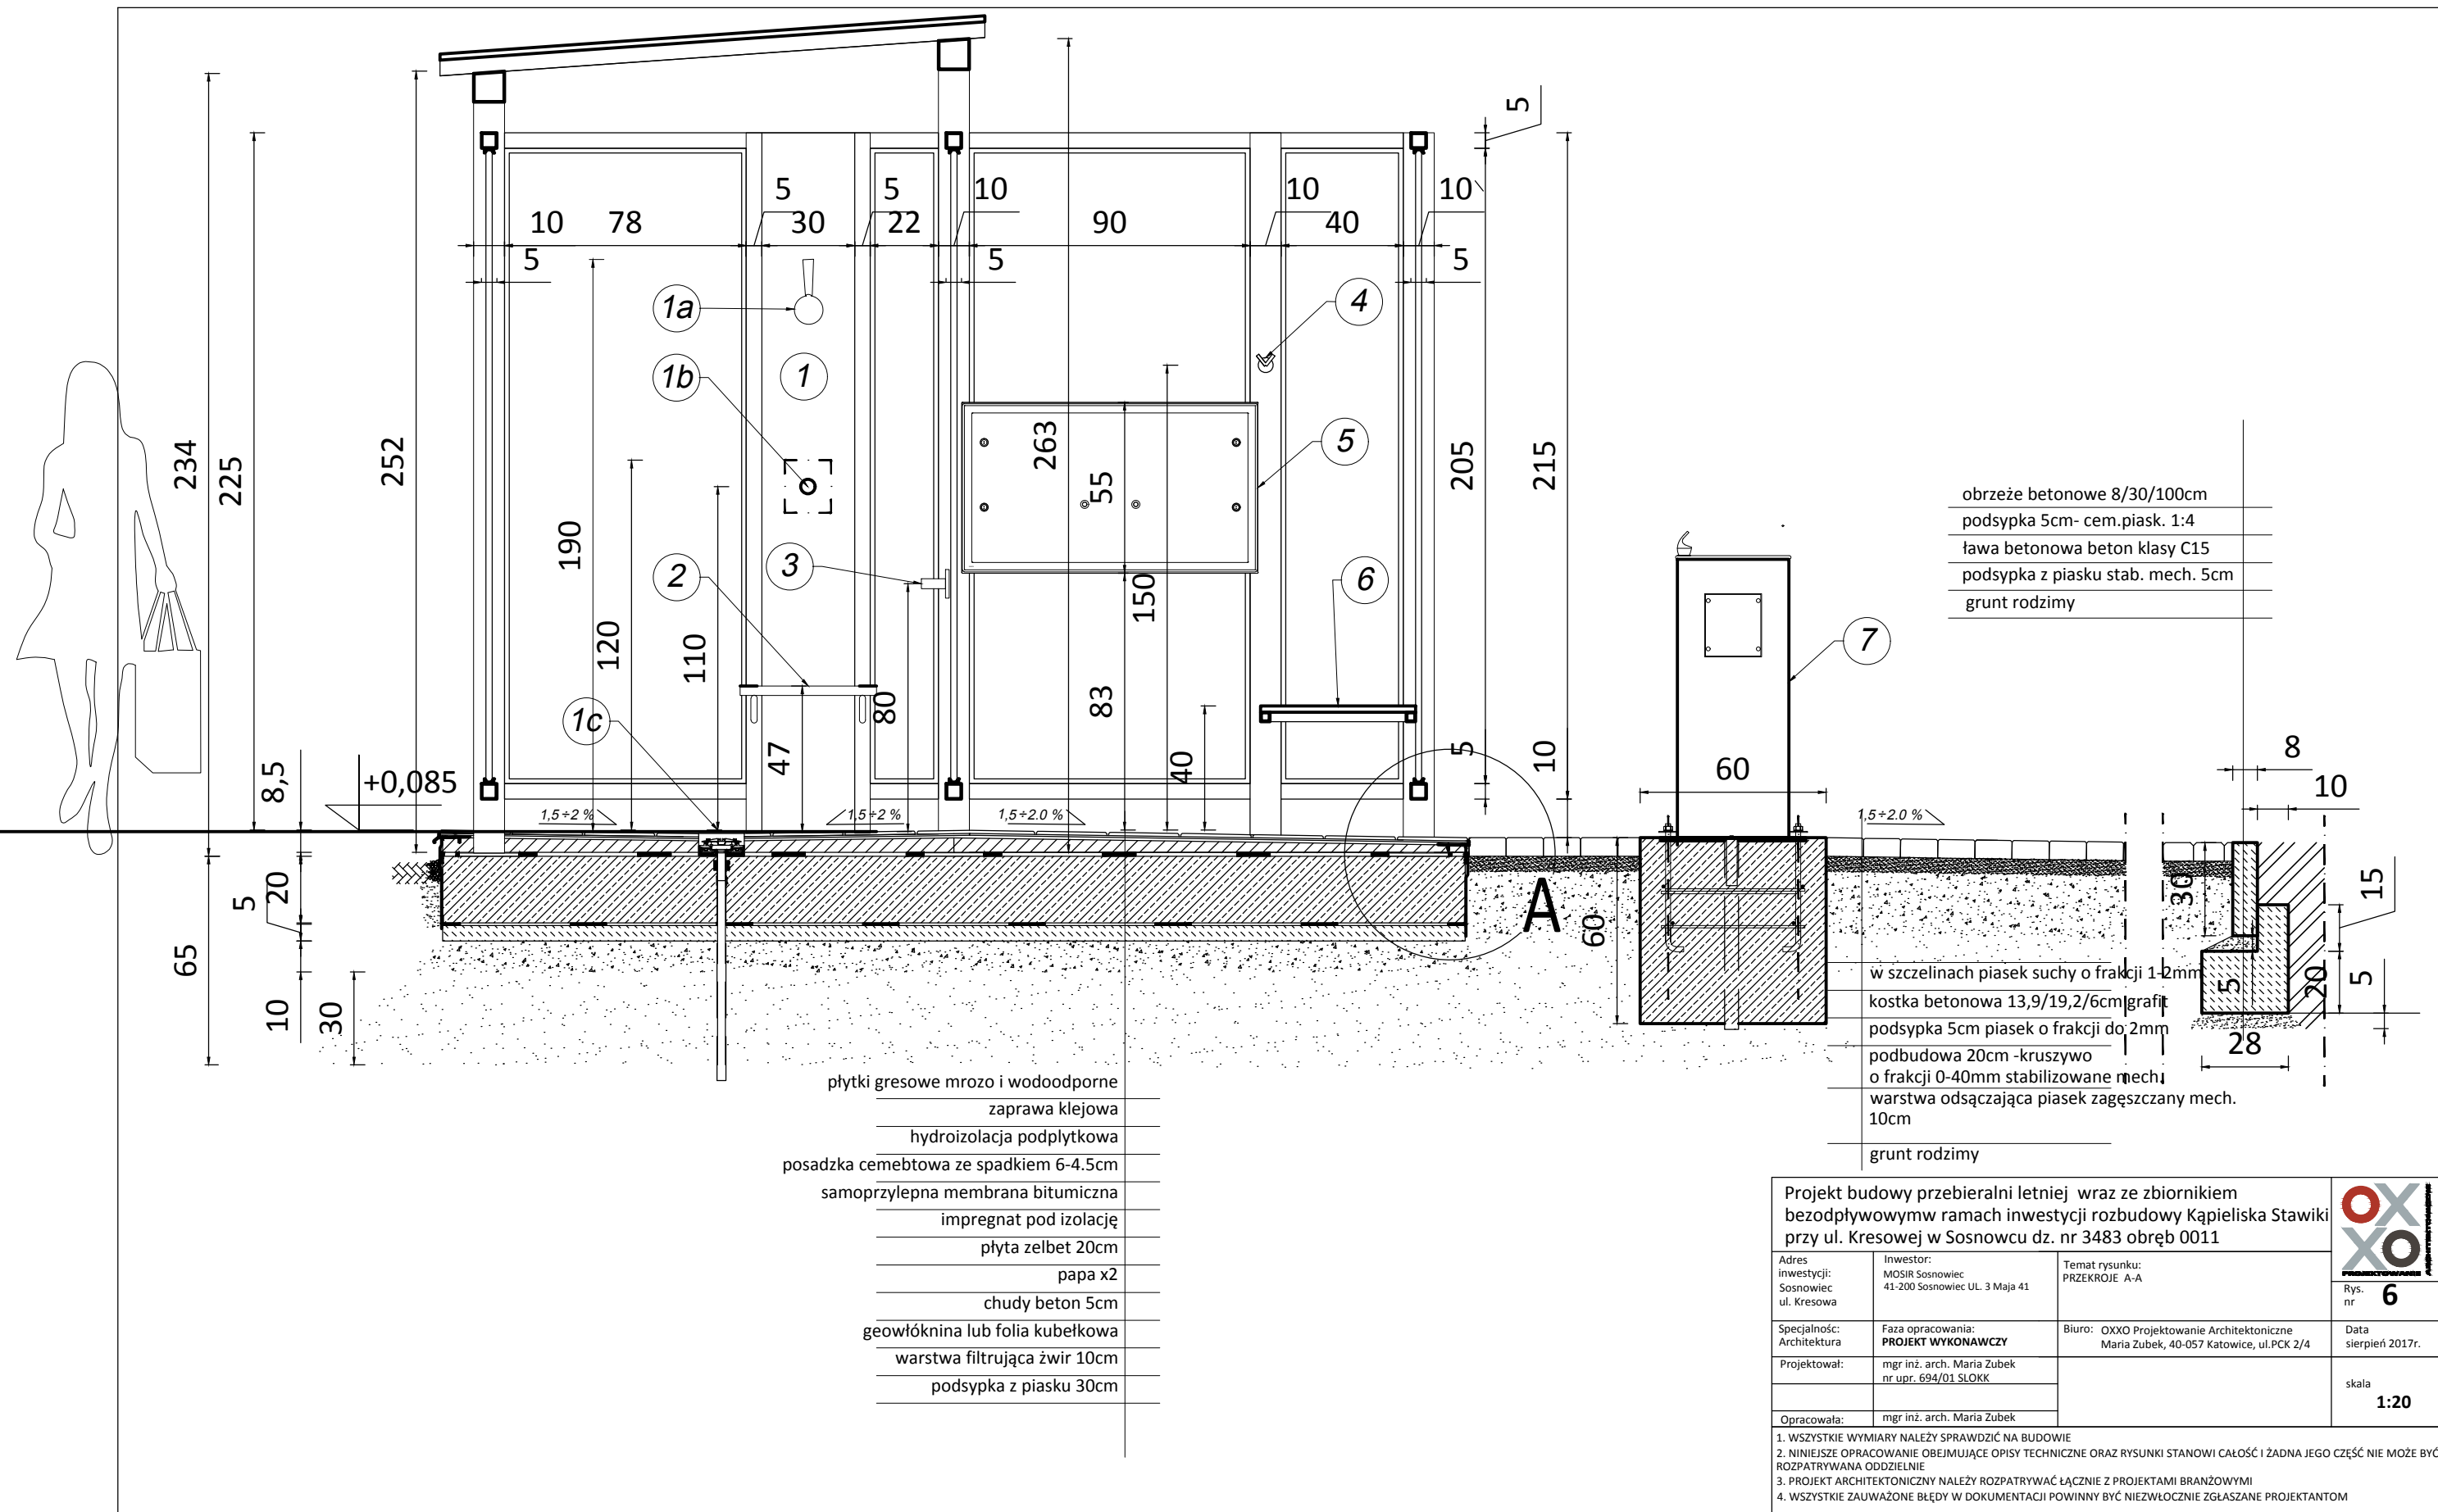 5
5
5
10
10
10
10
78
30
22
90
40
5
5
5
1a
4
1b
1
234
225
252
263
55
5
205
215
190
120
110
2
3
150
6
7
80
83
47
40
1c
5
10
60
8,5
+0,085
1,5÷2 %
1,5÷2 %
1,5÷2.0 %
1,5÷2.0 %
8
10
A
5
20
65
10
30
60
30
15
5
20
5
28
obrzeże betonowe 8/30/100cm
podsypka 5cm- cem.piask. 1:4
ława betonowa beton klasy C15
podsypka z piasku stab. mech. 5cm
grunt rodzimy
w szczelinach piasek suchy o frakcji 1-2mm
kostka betonowa 13,9/19,2/6cm grafit
podsypka 5cm piasek o frakcji do 2mm
podbudowa 20cm -kruszywo
o frakcji 0-40mm stabilizowane mech.
warstwa odsączająca piasek zagęszczany mech.
10cm
grunt rodzimy
płytki gresowe mrozo i wodoodporne
zaprawa klejowa
hydroizolacja podplytkowa
posadzka cemebtowa ze spadkiem 6-4.5cm
samoprzylepna membrana bitumiczna
impregnat pod izolację
płyta zelbet 20cm
papa x2
chudy beton 5cm
geowłóknina lub folia kubełkowa
warstwa filtrująca żwir 10cm
podsypka z piasku 30cm
Projekt budowy przebieralni letniej wraz ze zbiornikiem
bezodpływowymw ramach inwestycji rozbudowy Kąpieliska Stawiki
przy ul. Kresowej w Sosnowcu dz. nr 3483 obręb 0011
OX
XO
PROJEKTOWANIE
ARCHITEKTONICZNE
Adres
inwestycji:
Sosnowiec
ul. Kresowa
Inwestor:
MOSIR Sosnowiec
41-200 Sosnowiec UL. 3 Maja 41
Temat rysunku:
PRZEKROJE A-A
Rys.
nr 6
Specjalnośc:
Architektura
Faza opracowania:
PROJEKT WYKONAWCZY
Biuro: OXXO Projektowanie Architektoniczne
Maria Zubek, 40-057 Katowice, ul.PCK 2/4
Data
sierpień 2017r.
Projektował:
mgr inż. arch. Maria Zubek
nr upr. 694/01 SLOKK
skala
1:20
Opracowała:
mgr inż. arch. Maria Zubek
1. WSZYSTKIE WYMIARY NALEŻY SPRAWDZIĆ NA BUDOWIE
2. NINIEJSZE OPRACOWANIE OBEJMUJĄCE OPISY TECHNICZNE ORAZ RYSUNKI STANOWI CAŁOŚĆ I ŻADNA JEGO CZĘŚĆ NIE MOŻE BYĆ
ROZPATRYWANA ODDZIELNIE
3. PROJEKT ARCHITEKTONICZNY NALEŻY ROZPATRYWAĆ ŁĄCZNIE Z PROJEKTAMI BRANŻOWYMI
4. WSZYSTKIE ZAUWAŻONE BŁĘDY W DOKUMENTACJI POWINNY BYĆ NIEZWŁOCZNIE ZGŁASZANE PROJEKTANTOM